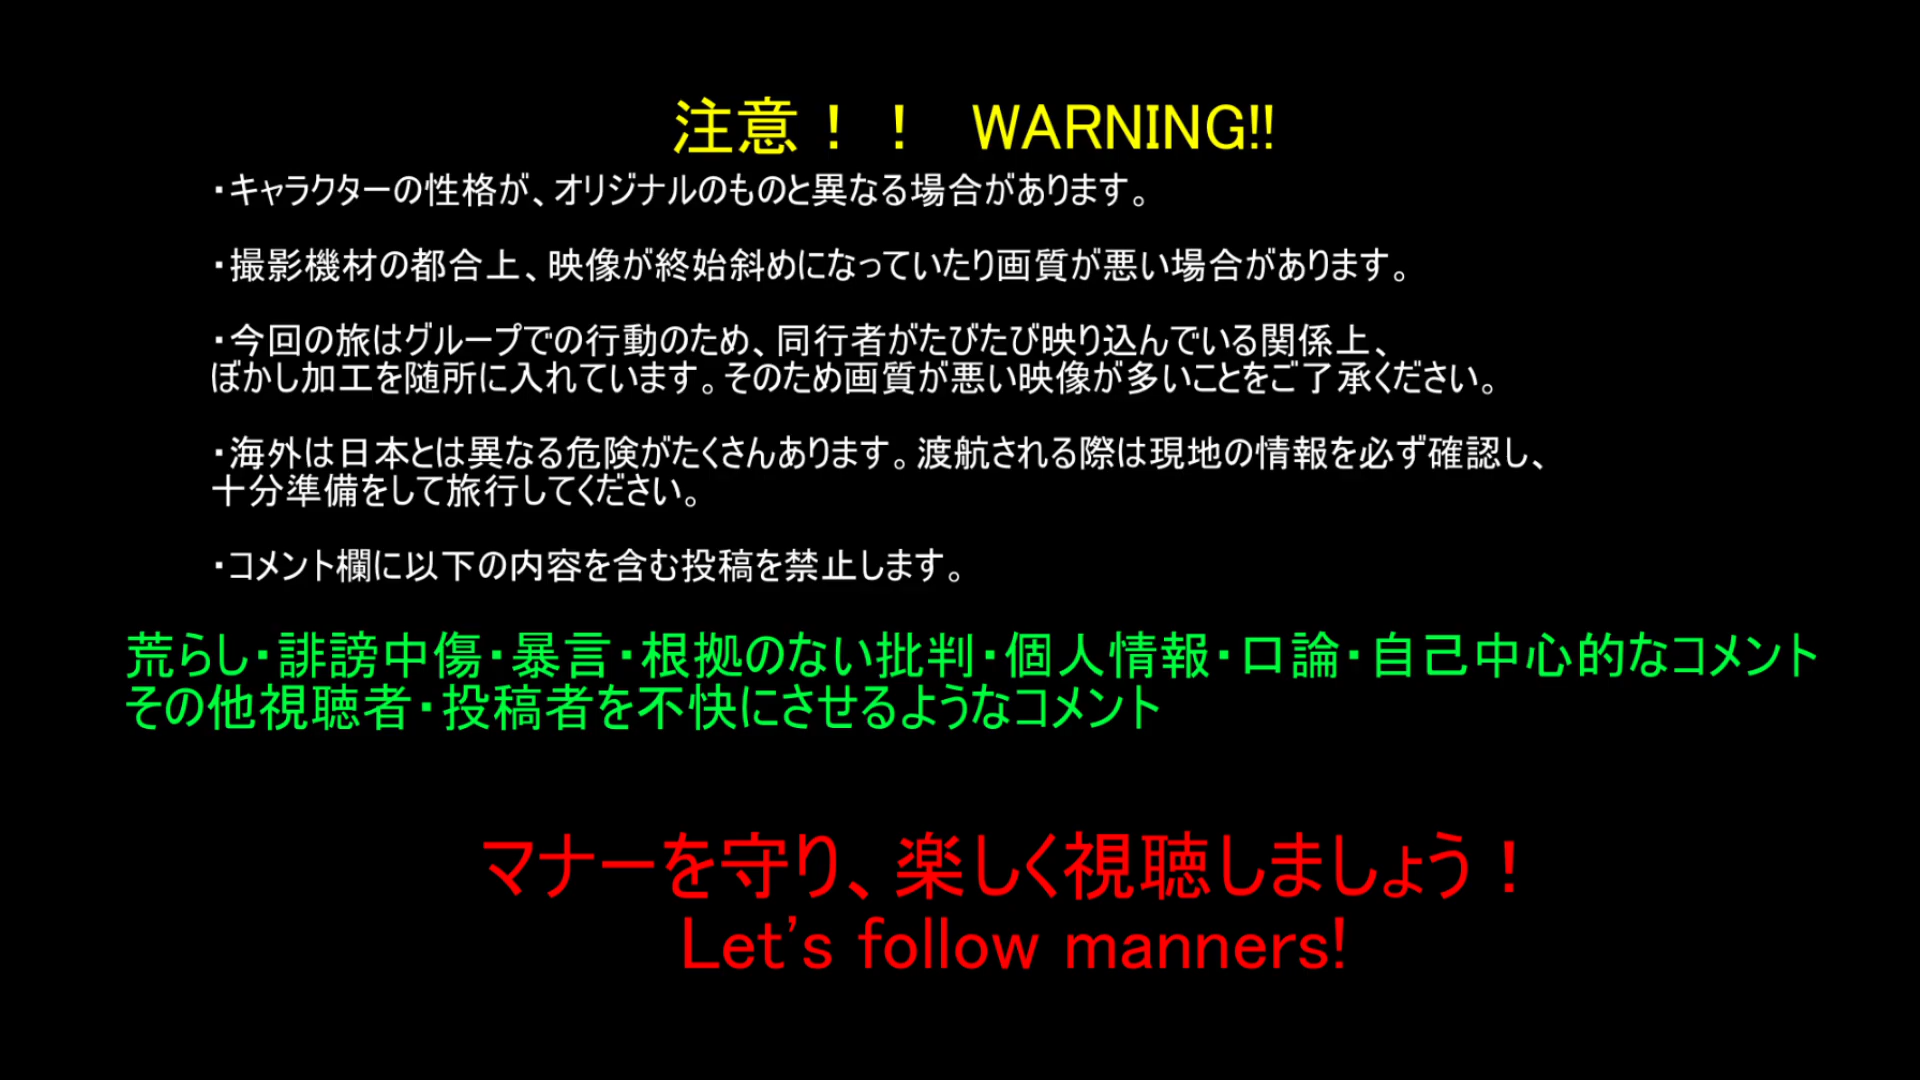 注意！！　WARNING!!
・キャラクターの性格が、オリジナルのものと異なる場合があります。
・撮影機材の都合上、映像が終始斜めになっていたり画質が悪い場合があります。
・今回の旅はグループでの行動のため、同行者がたびたび映り込んでいる関係上、
ぼかし加工を随所に入れています。そのため画質が悪い映像が多いことをご了承ください。
・海外は日本とは異なる危険がたくさんあります。渡航される際は現地の情報を必ず確認し、
十分準備をして旅行してください。
・コメント欄に以下の内容を含む投稿を禁止します。
荒らし・誹謗中傷・暴言・根拠のない批判・個人情報・口論・自己中心的なコメント
その他視聴者・投稿者を不快にさせるようなコメント
マナーを守り、楽しく視聴しましょう！
Let's follow manners!